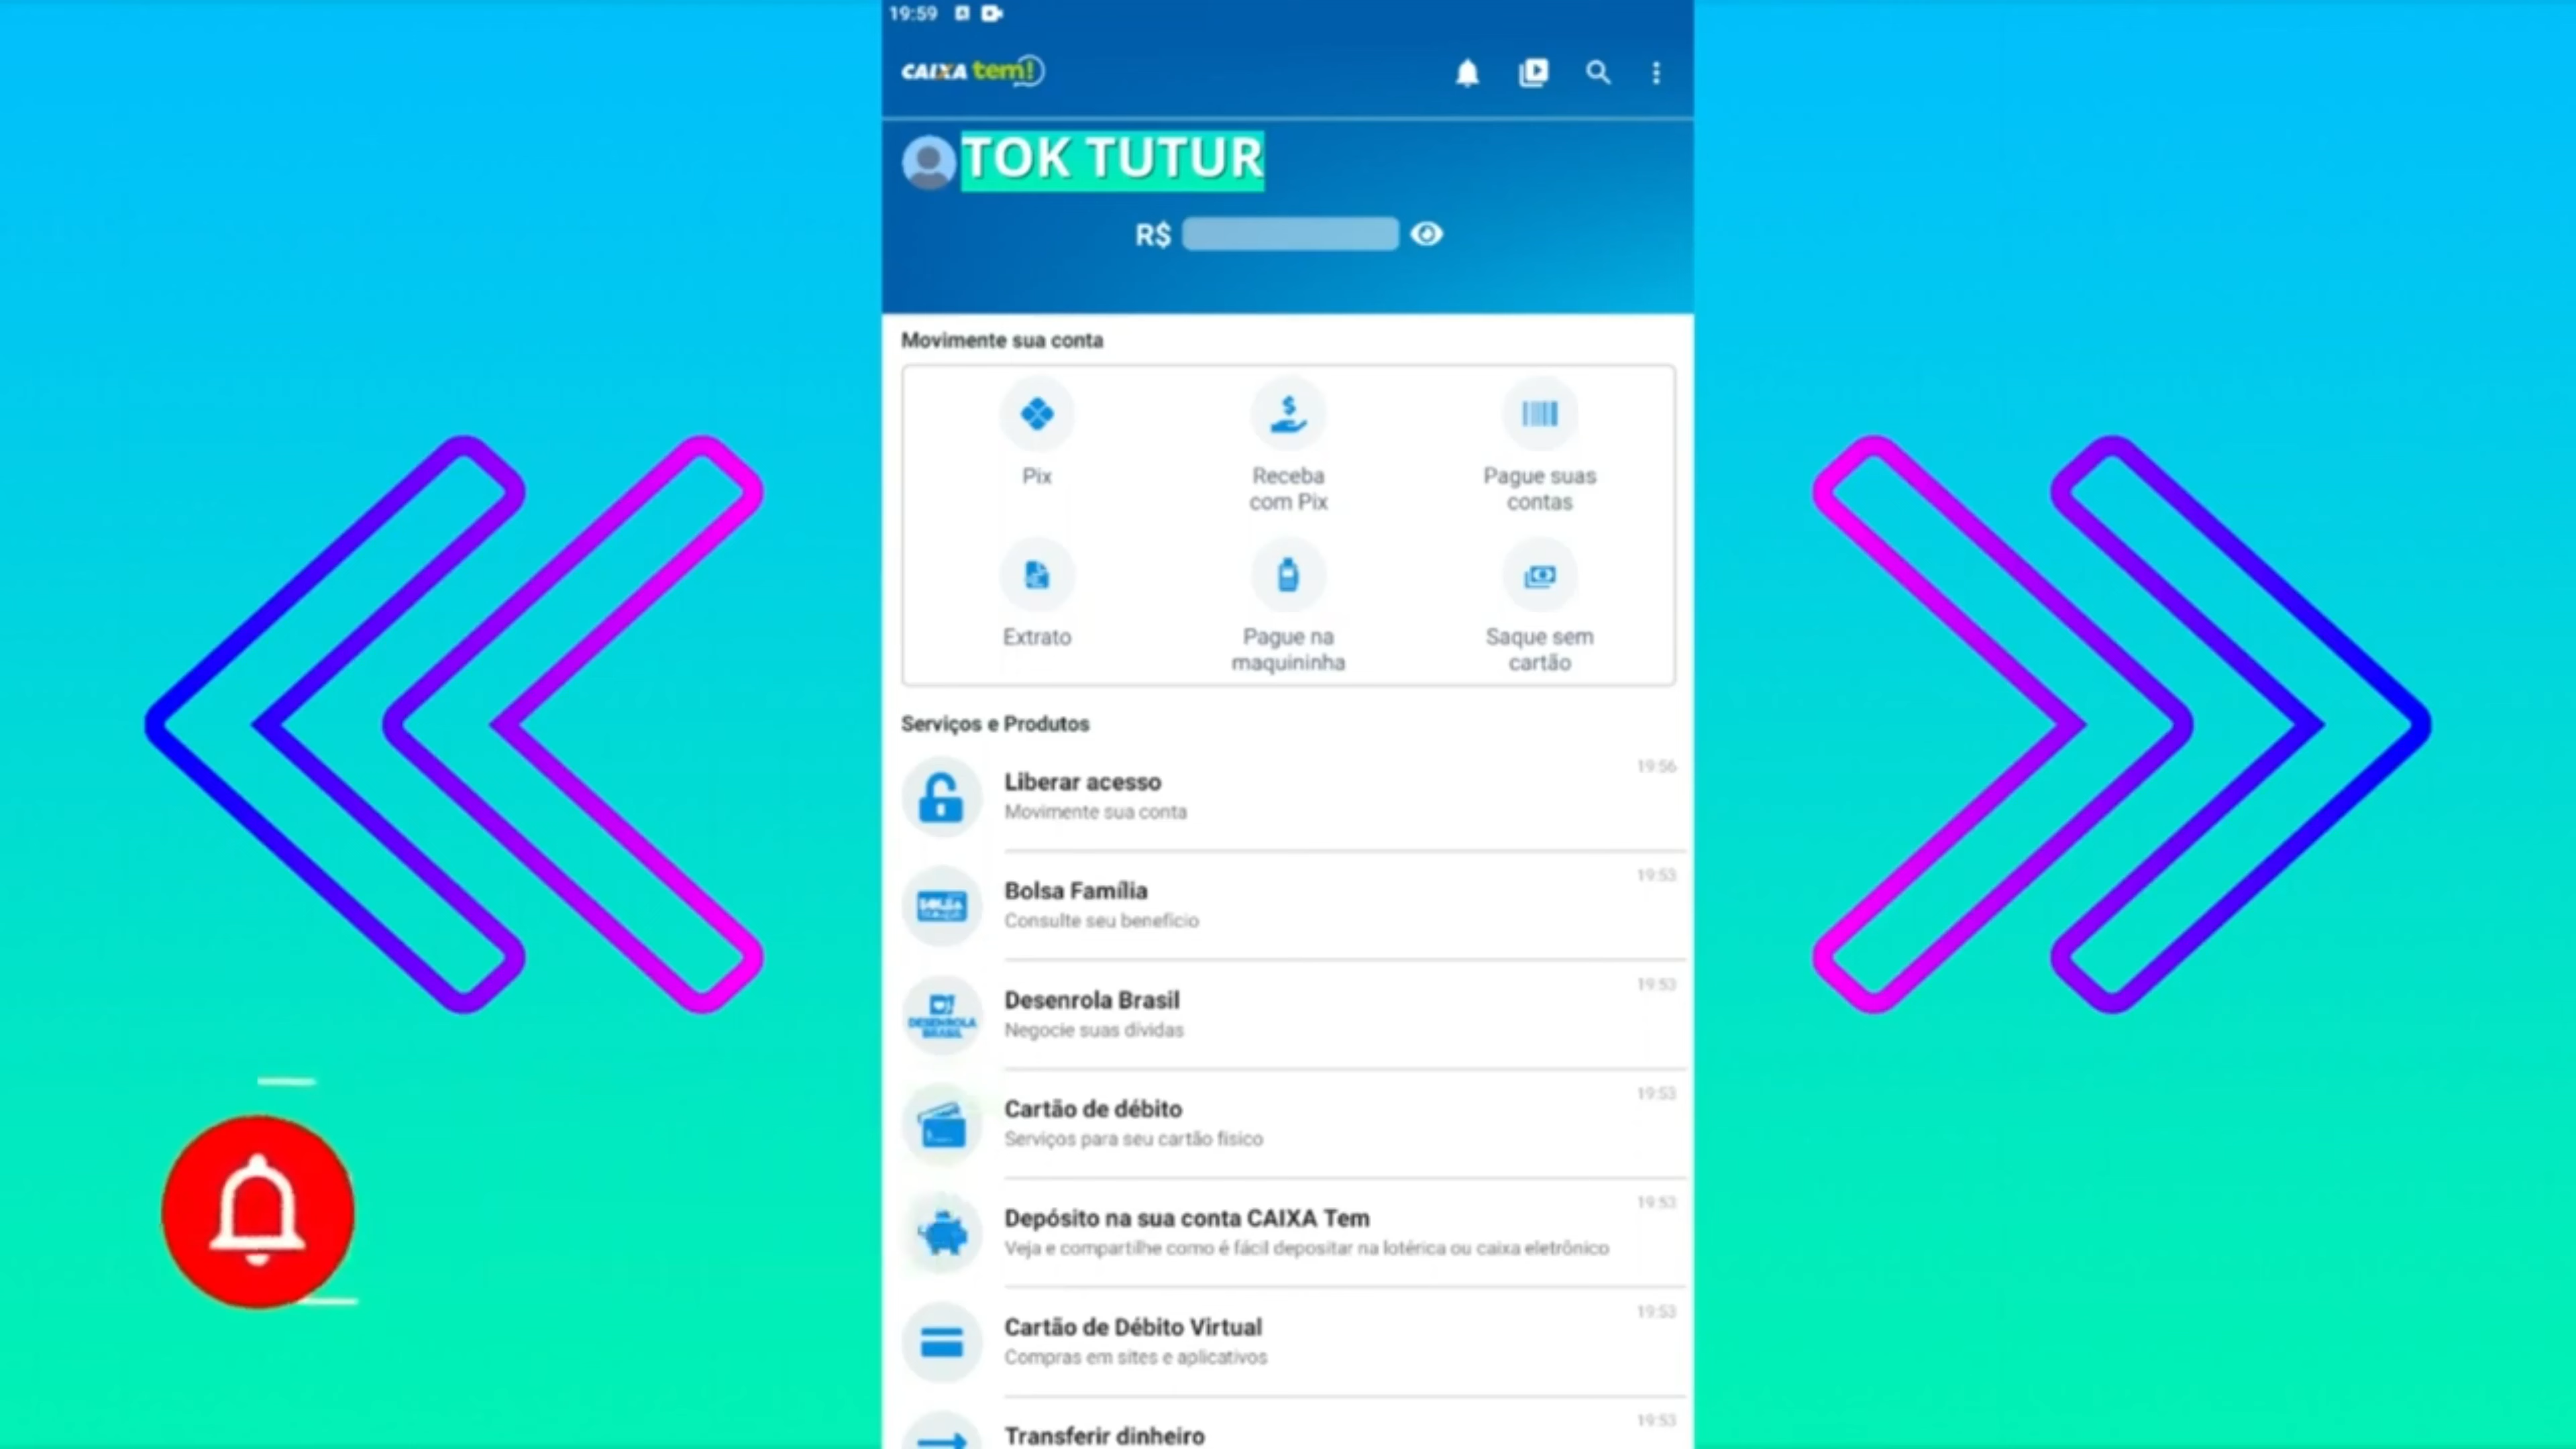 19:59
CAIXA tem!
TOK TUTUR
R$
Movimente sua conta
Pix
Receba
com Pix
Pague suas
contas
Extrato
Pague na
maquininha
Saque sem
cartão
Serviços e Produtos
Liberar acesso
19:56
Movimente sua conta
Bolsa Família
19:53
Consulte seu benefício
Desenrola Brasil
19:53
Negocie suas dívidas
DESENROLA
BRASIL
Cartão de débito
19:53
Serviços para seu cartão físico
Depósito na sua conta CAIXA Tem
19:53
Veja e compartilhe como é fácil depositar na lotérica ou caixa eletrônico
Cartão de Débito Virtual
19:53
Compras em sites e aplicativos
Transferir dinheiro
19:53